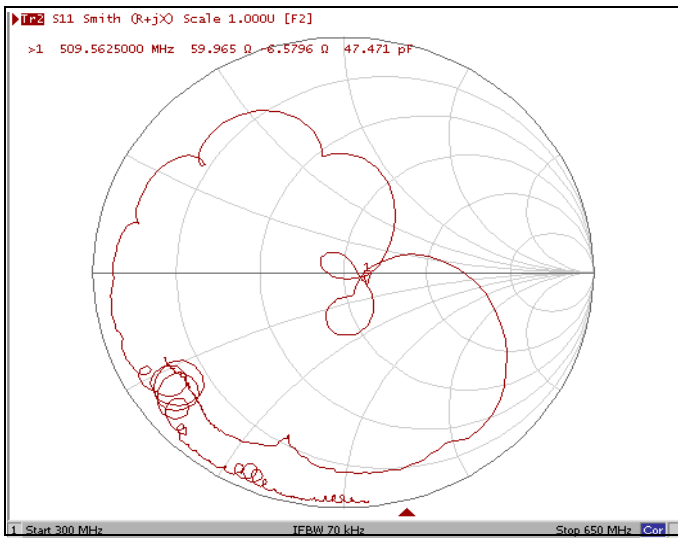 Tr2 S11 Smith (R+jX) Scale 1.000U [F2]
>1 509.5625000 MHz 59.965 Ω -6.5796 Ω 47.471 pF
1
1 Start 300 MHz IFBW 70 kHz Stop 650 MHz Cor